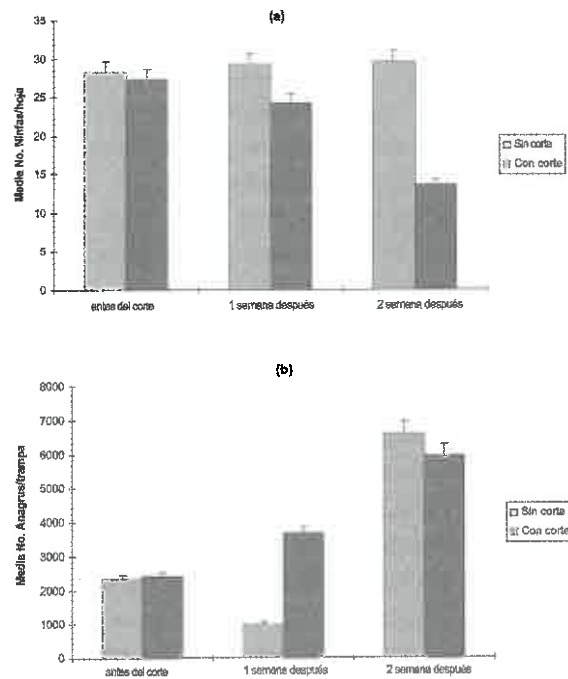 (a)
Media No. Ninfas/hoja
35
30
25
20
15
10
5
0
antes del corte
1 semana después
2 semana después
Sin corte
Con corte
(b)
Media No. Anagrus/trampa
8000
7000
6000
5000
4000
3000
2000
1000
0
antes del corte
1 semana después
2 semana después
Sin corte
Con corte